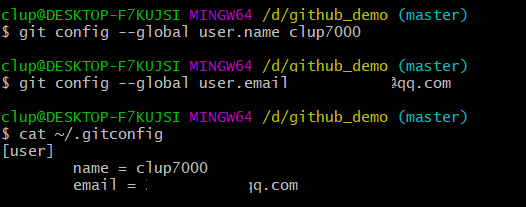 clup@DESKTOP-F7KUJSI MINGW64 /d/github_demo (master)
$ git config --global user.name clup7000
clup@DESKTOP-F7KUJSI MINGW64 /d/github_demo (master)
$ git config --global user.email @qq.com
clup@DESKTOP-F7KUJSI MINGW64 /d/github_demo (master)
$ cat ~/.gitconfig
[user]
name = clup7000
email = qq.com